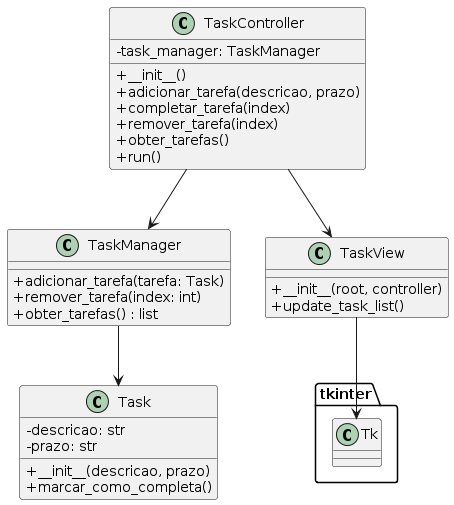 C TaskController
-task_manager: TaskManager
+__init__()
+adicionar_tarefa(descricao, prazo)
+completar_tarefa(index)
+remover_tarefa(index)
+obter_tarefas()
+run()
C TaskManager
+adicionar_tarefa(tarefa: Task)
+remover_tarefa(index: int)
+obter_tarefas() : list
C TaskView
+__init__(root, controller)
+update_task_list()
C Task
-descricao: str
-prazo: str
+__init__(descricao, prazo)
+marcar_como_completa()
tkinter
C Tk